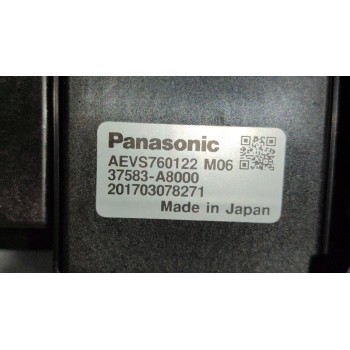 Panasonic
AEVS760122 M06
37583-A8000
201703078271
Made in Japan